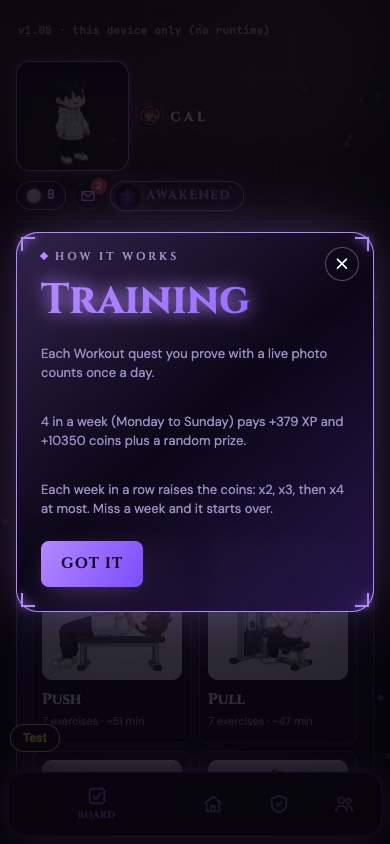 v1.00 · this device only (no runtime)
CAL
0
2
AWAKENED
HOW IT WORKS
TRAINING
Each Workout quest you prove with a live photo
counts once a day.
4 in a week (Monday to Sunday) pays +379 XP and
+10350 coins plus a random prize.
Each week in a row raises the coins: x2, x3, then x4
at most. Miss a week and it starts over.
GOT IT
PUSH
PULL
7 exercises · ~51 min
7 exercises · ~47 min
Test
BOARD